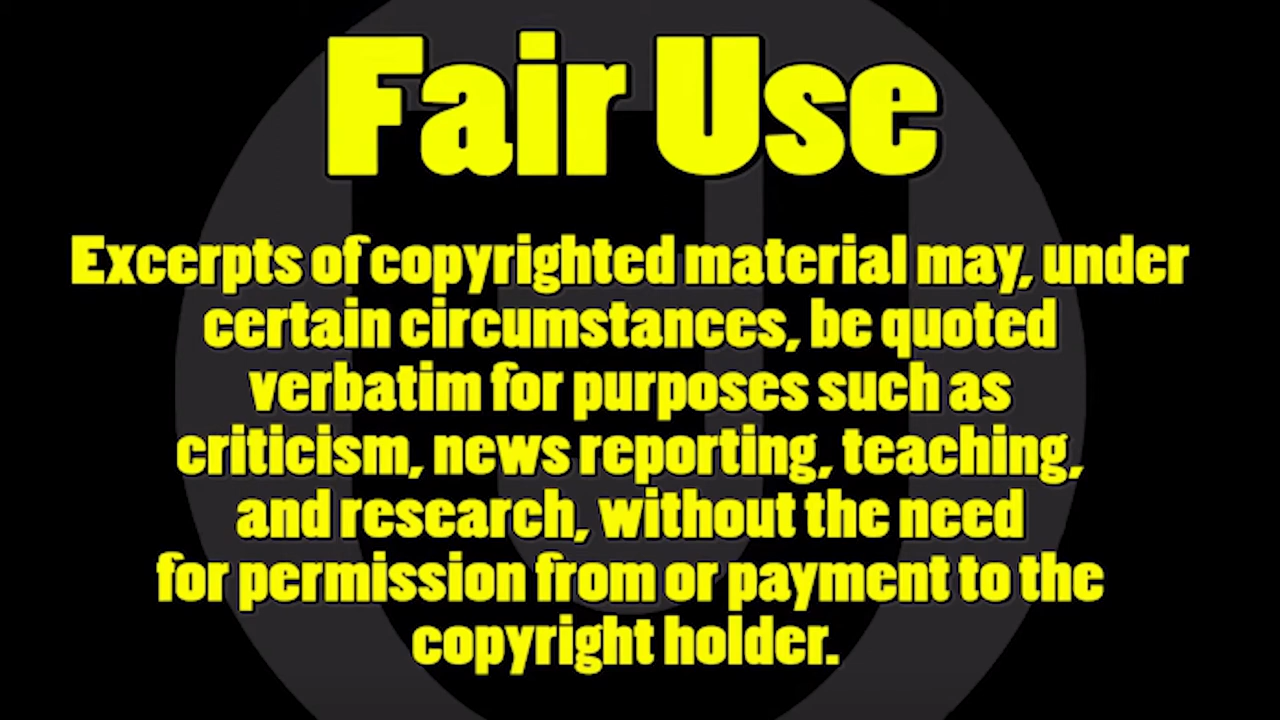 Fair Use
Excerpts of copyrighted material may, under
certain circumstances, be quoted
verbatim for purposes such as
criticism, news reporting, teaching,
and research, without the need
for permission from or payment to the
copyright holder.